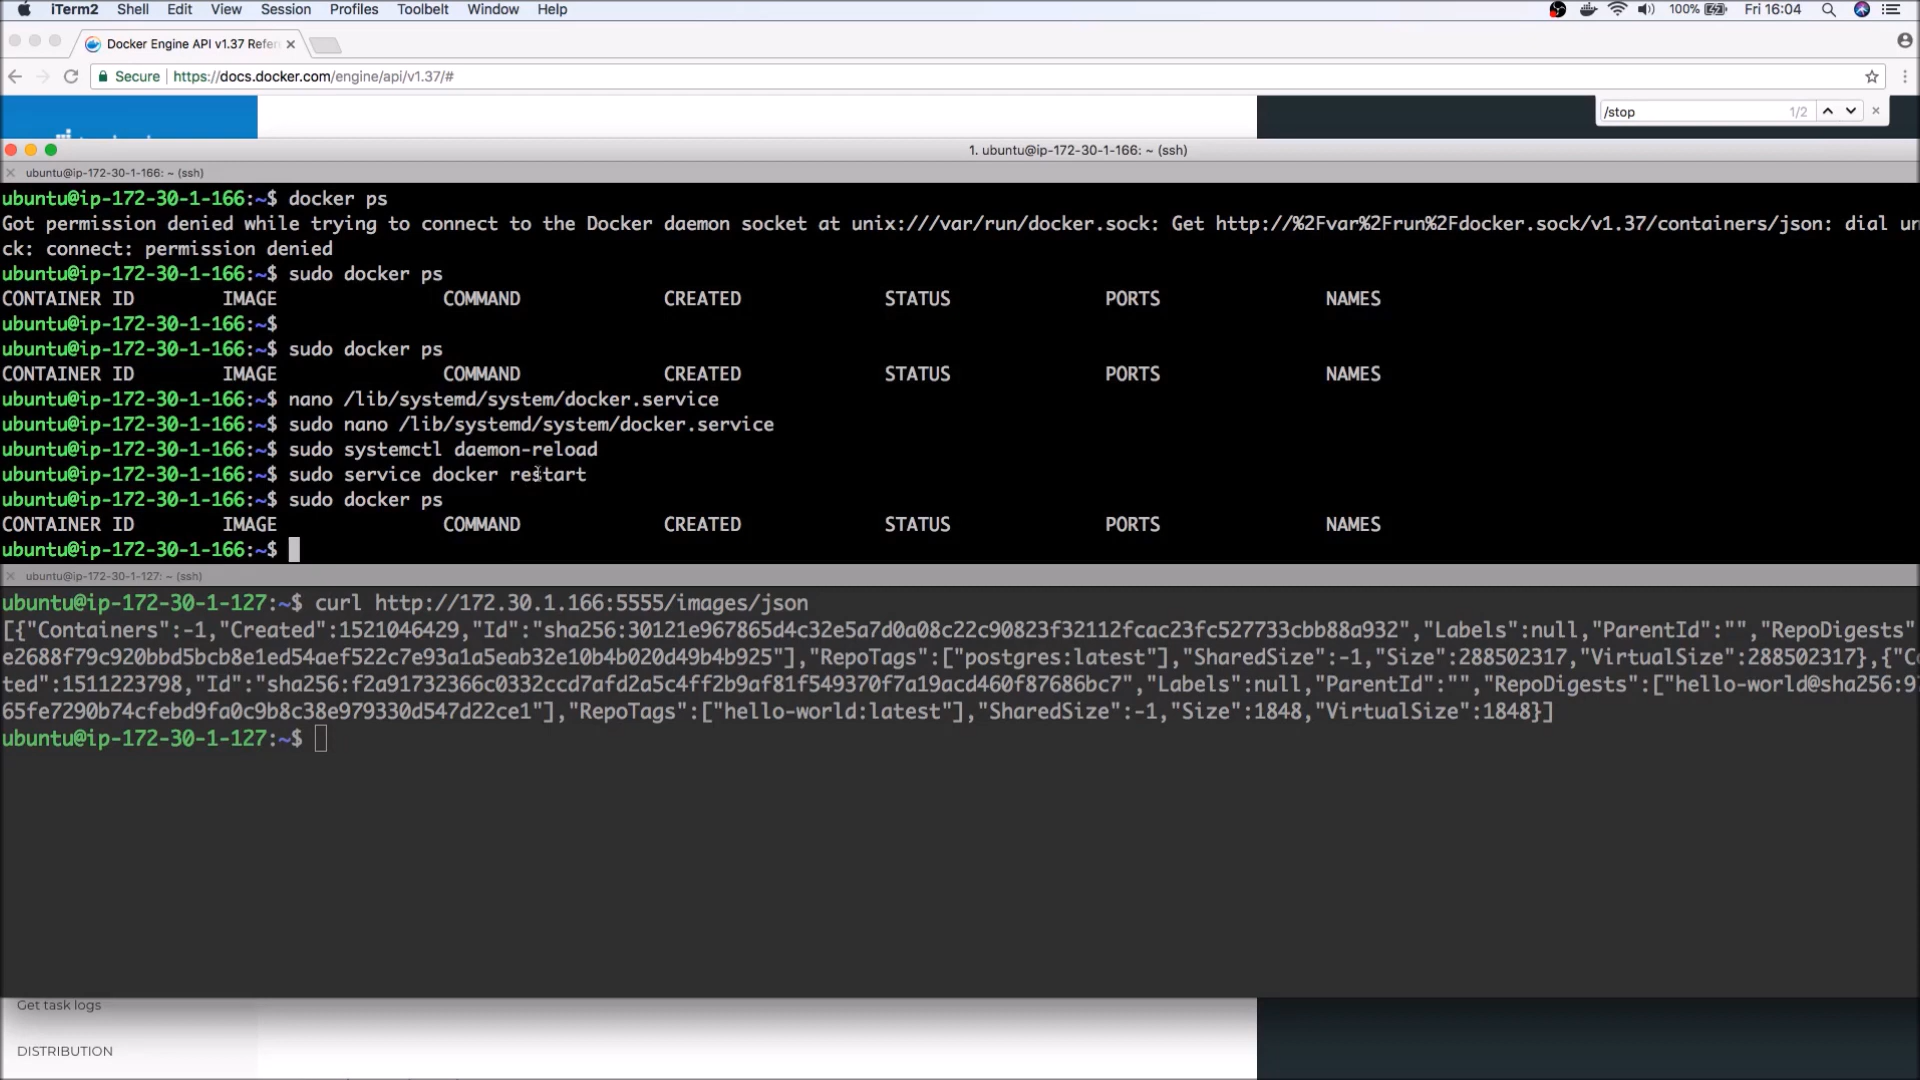 iTerm2 Shell Edit View Session Profiles Toolbelt Window Help 100% Fri 16:04
Docker Engine API v1.37 Refer
Secure https://docs.docker.com/engine/api/v1.37/#
/stop 1/2
1. ubuntu@ip-172-30-1-166: ~ (ssh)
ubuntu@ip-172-30-1-166: ~ (ssh)
ubuntu@ip-172-30-1-166:~$ docker ps
Got permission denied while trying to connect to the Docker daemon socket at unix:///var/run/docker.sock: Get http://%2Fvar%2Frun%2Fdocker.sock/v1.37/containers/json: dial un
ck: connect: permission denied
ubuntu@ip-172-30-1-166:~$ sudo docker ps
CONTAINER ID IMAGE COMMAND CREATED STATUS PORTS NAMES
ubuntu@ip-172-30-1-166:~$
ubuntu@ip-172-30-1-166:~$ sudo docker ps
CONTAINER ID IMAGE COMMAND CREATED STATUS PORTS NAMES
ubuntu@ip-172-30-1-166:~$ nano /lib/systemd/system/docker.service
ubuntu@ip-172-30-1-166:~$ sudo nano /lib/systemd/system/docker.service
ubuntu@ip-172-30-1-166:~$ sudo systemctl daemon-reload
ubuntu@ip-172-30-1-166:~$ sudo service docker restart
ubuntu@ip-172-30-1-166:~$ sudo docker ps
CONTAINER ID IMAGE COMMAND CREATED STATUS PORTS NAMES
ubuntu@ip-172-30-1-166:~$
ubuntu@ip-172-30-1-127: ~ (ssh)
ubuntu@ip-172-30-1-127:~$ curl http://172.30.1.166:5555/images/json
[{"Containers":-1,"Created":1521046429,"Id":"sha256:30121e967865d4c32e5a7d0a08c22c90823f32112fcac23fc527733cbb88a932","Labels":null,"ParentId":"","RepoDigests"
e2688f79c920bbd5bcb8e1ed54aef522c7e93a1a5eab32e10b4b020d49b4b925"],"RepoTags":["postgres:latest"],"SharedSize":-1,"Size":288502317,"VirtualSize":288502317},{"C
ted":1511223798,"Id":"sha256:f2a91732366c0332ccd7afd2a5c4ff2b9af81f549370f7a19acd460f87686bc7","Labels":null,"ParentId":"","RepoDigests":["hello-world@sha256:9
65fe7290b74cfebd9fa0c9b8c38e979330d547d22ce1"],"RepoTags":["hello-world:latest"],"SharedSize":-1,"Size":1848,"VirtualSize":1848}]
ubuntu@ip-172-30-1-127:~$
Get task logs
DISTRIBUTION